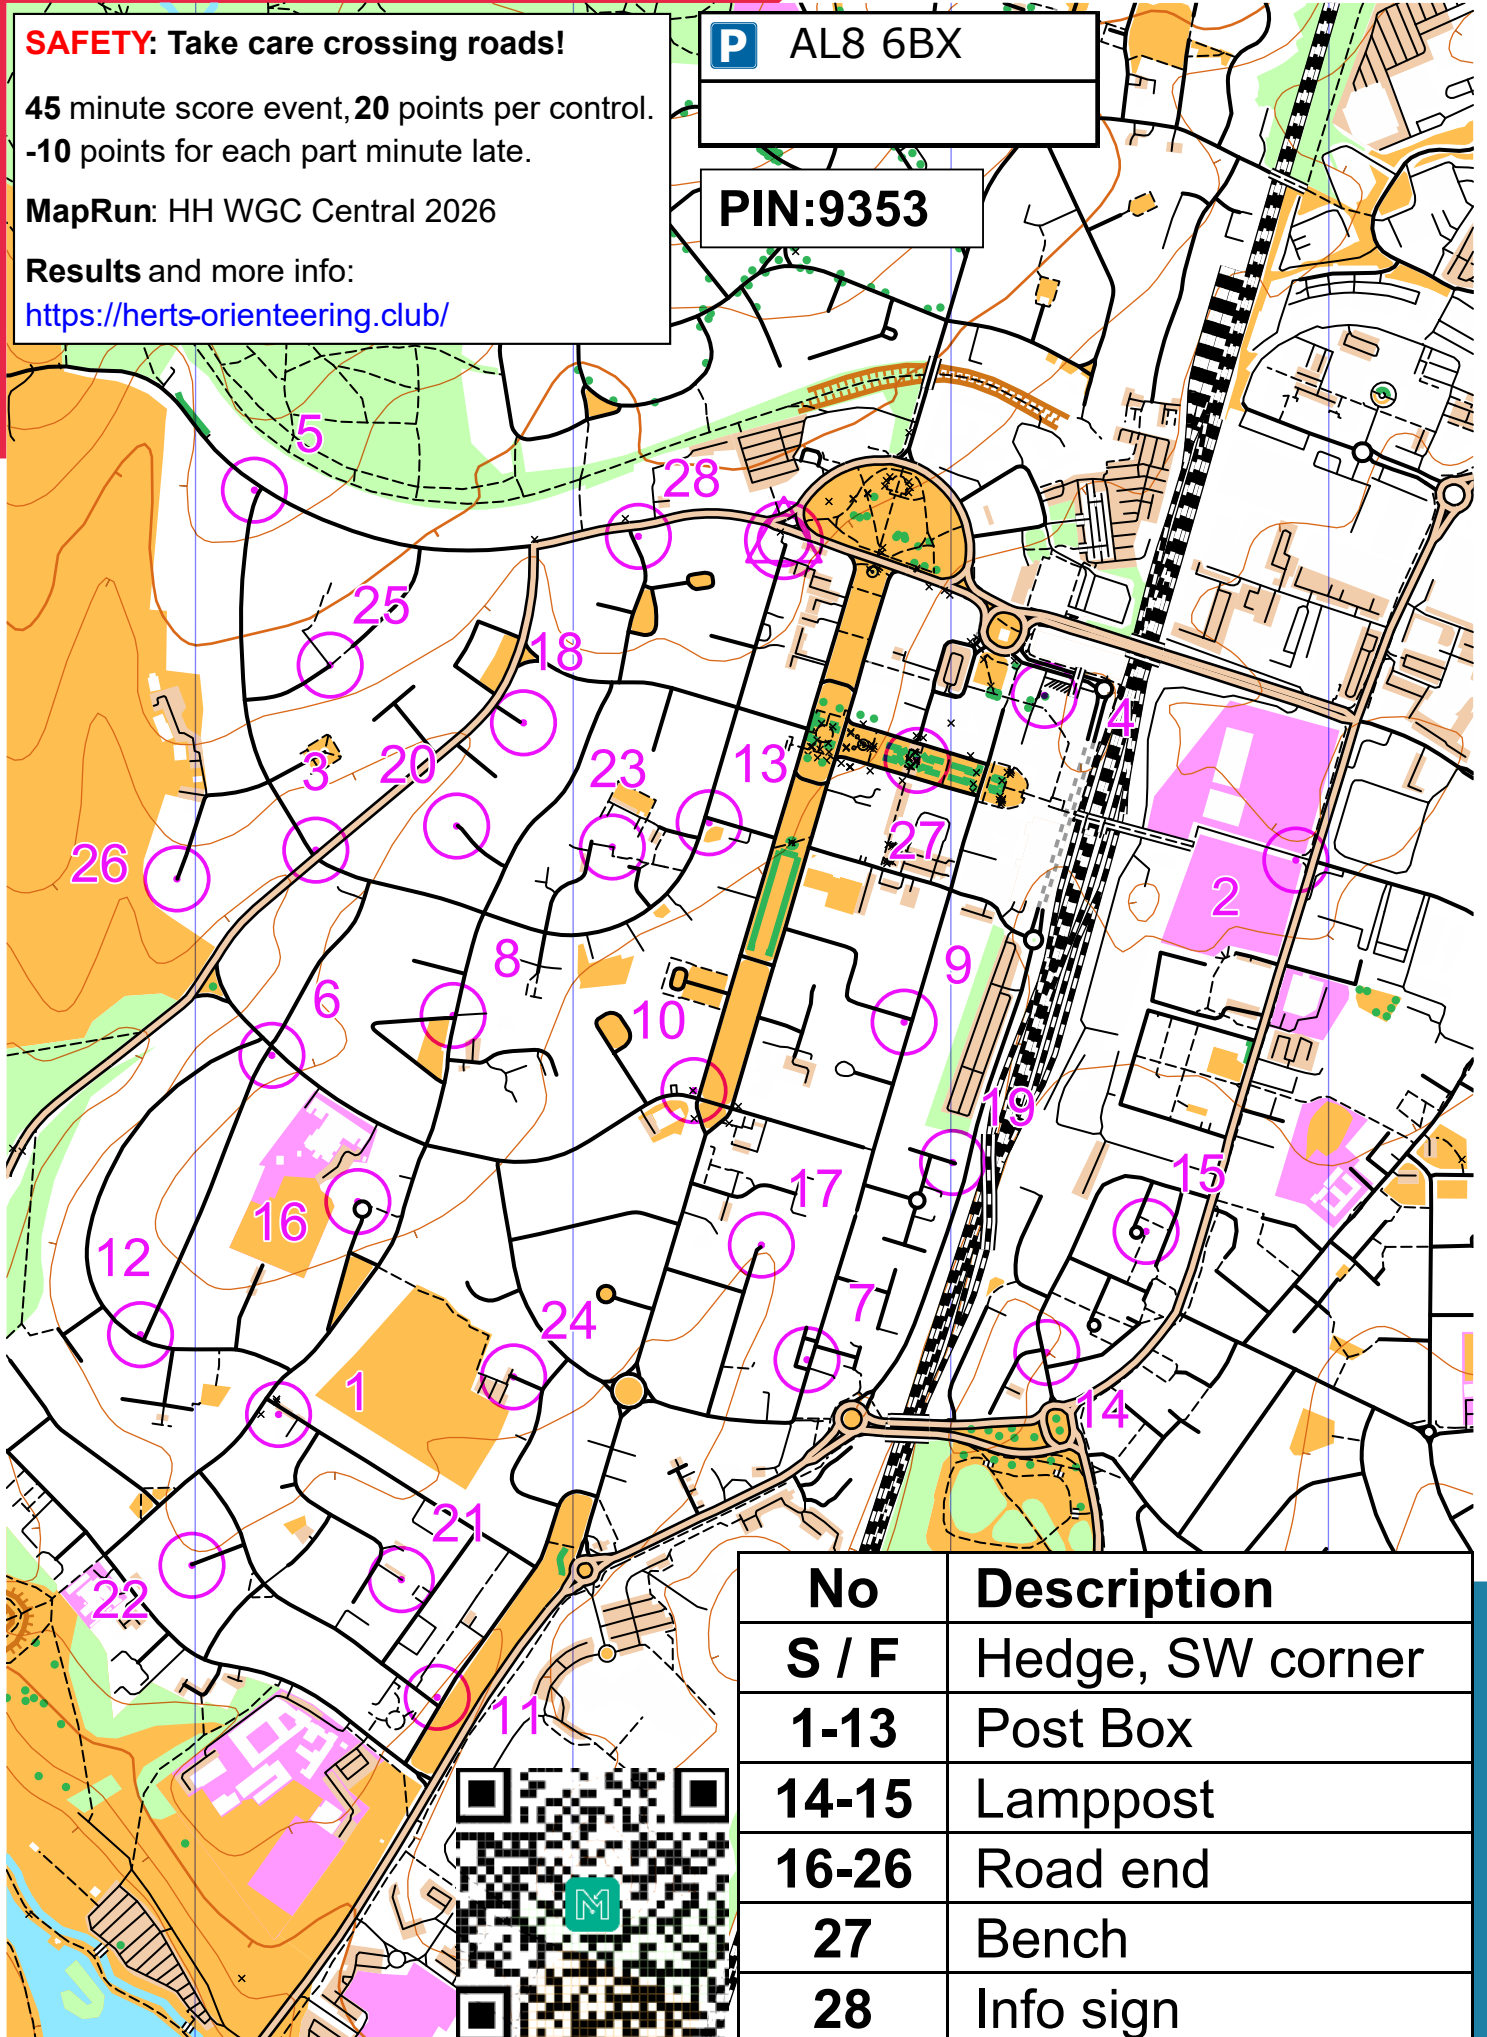 SAFETY: Take care crossing roads!
45 minute score event, 20 points per control.
-10 points for each part minute late.
MapRun: HH WGC Central 2026
Results and more info:
https://herts-orienteering.club/
P AL8 6BX
PIN:9353
5
28
25
18
4
3
20
23
13
26
27
2
8
9
6
10
19
15
17
16
12
7
24
1
14
21
22
11
No Description
S / F Hedge, SW corner
1-13 Post Box
14-15 Lamppost
16-26 Road end
27 Bench
28 Info sign